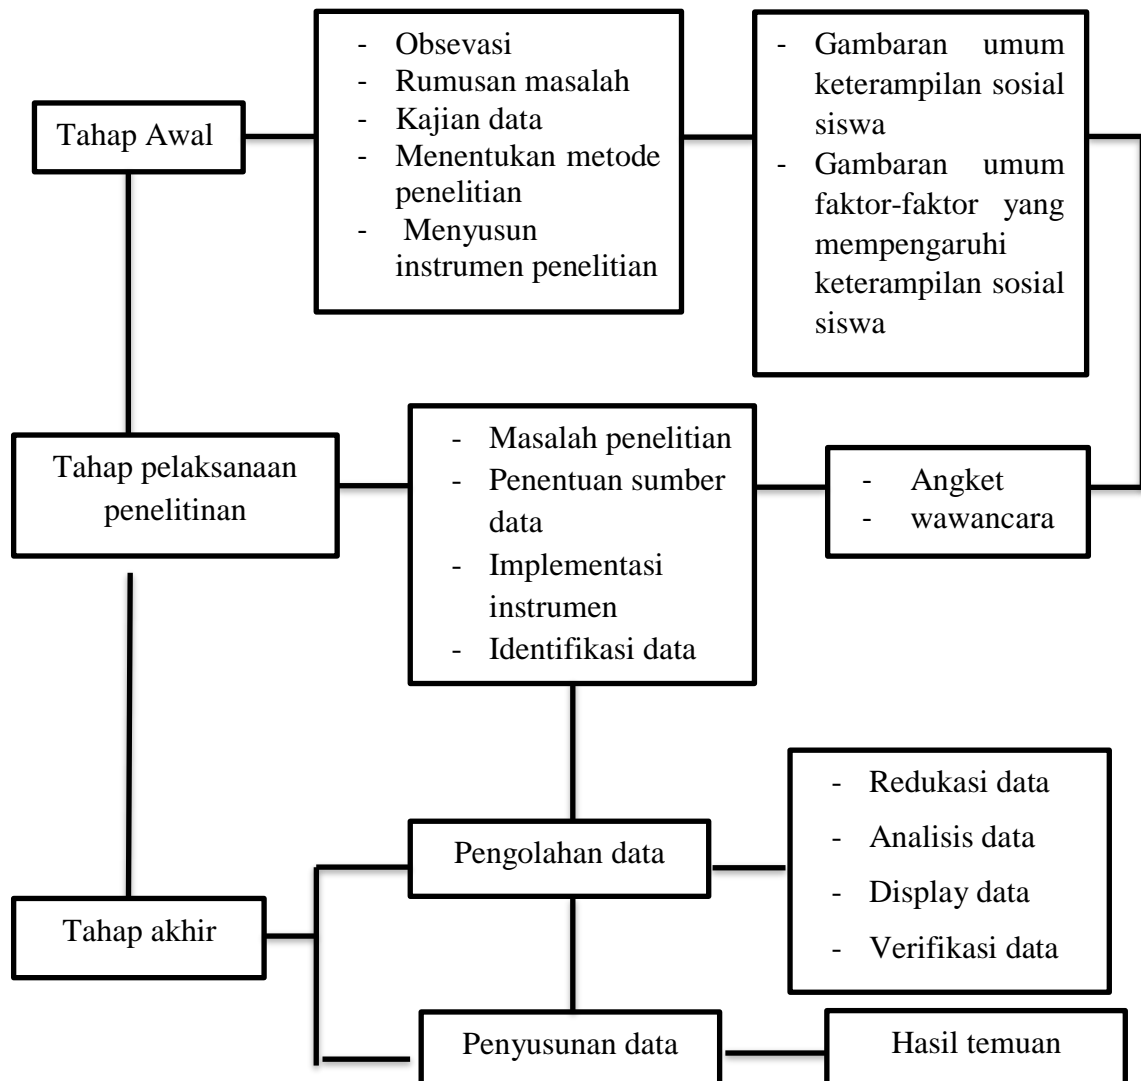 Tahap Awal
- Obsevasi
- Rumusan masalah
- Kajian data
- Menentukan metode
penelitian
- Menyusun
instrumen penelitian
- Gambaran umum
keterampilan sosial
siswa
- Gambaran umum
faktor-faktor yang
mempengaruhi
keterampilan sosial
siswa
Tahap pelaksanaan
penelitinan
- Masalah penelitian
- Penentuan sumber
data
- Implementasi
instrumen
- Identifikasi data
- Angket
- wawancara
Tahap akhir
Pengolahan data
- Redukasi data
- Analisis data
- Display data
- Verifikasi data
Penyusunan data
Hasil temuan